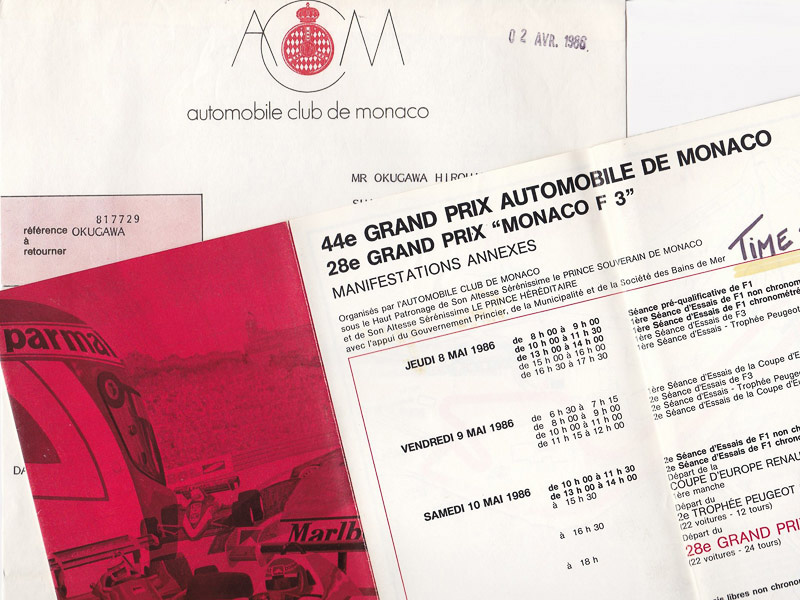 ACM
automobile club de monaco
02 AVR. 1986
MR OKUGAWA
817729
référence OKUGAWA
à
retourner
parmal
Marlb
44e GRAND PRIX AUTOMOBILE DE MONACO
28e GRAND PRIX "MONACO F 3"
MANIFESTATIONS ANNEXES
TIME
Organisés par l'AUTOMOBILE CLUB DE MONACO
sous le Haut Patronage de Son Altesse Sérénissime le PRINCE SOUVERAIN DE MONACO
et de Son Altesse Sérénissime LE PRINCE HÉRÉDITAIRE
avec l'appui du Gouvernement Princier, de la Municipalité et de la Société des Bains de Mer
JEUDI 8 MAI 1986
de 8 h 00 à 9 h 00
de 10 h 00 à 11 h 30
de 13 h 00 à 14 h 00
de 15 h 00 à 16 h 00
de 16 h 30 à 17 h 30
Séance pré-qualificative de F1
1ère Séance d'Essais de F1 non chronom
1ère Séance d'Essais de F1 chronométré
1ère Séance d'Essais de F3
1ère Séance d'Essais - Trophée Peugeot
VENDREDI 9 MAI 1986
de 6 h 30 à 7 h 15
de 8 h 00 à 9 h 00
de 10 h 00 à 11 h 00
de 11 h 15 à 12 h 00
1ère Séance d'Essais de la Coupe d'E
2e Séance d'Essais de F3
2e Séance d'Essais - Trophée Peuge
2e Séance d'Essais de la Coupe d'E
SAMEDI 10 MAI 1986
de 10 h 00 à 11 h 30
de 13 h 00 à 14 h 00
à 15 h 30
à 16 h 30
à 18 h
2e Séance d'Essais de F1 non ch
2e Séance d'Essais de F1 chron
Départ de la
COUPE D'EUROPE RENAU
1ère manche
Départ du
2e TROPHÉE PEUGEOT
(22 voitures - 12 tours)
Départ du
28e GRAND PRI
(22 voitures - 24 tours)
is libres non chrono